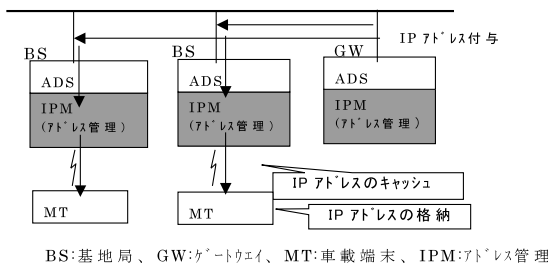 IP ｱﾄﾞﾚｽ付与
BS
BS
GW
ADS
ADS
ADS
IPM
(ｱﾄﾞﾚｽ管理)
IPM
(ｱﾄﾞﾚｽ管理)
IPM
(ｱﾄﾞﾚｽ管理)
IP アドレスのキャッシュ
MT
MT
IP アドレスの格納
BS:基地局、GW:ｹﾞｰﾄｳｴｲ、MT:車載端末、IPM:ｱﾄﾞﾚｽ管理